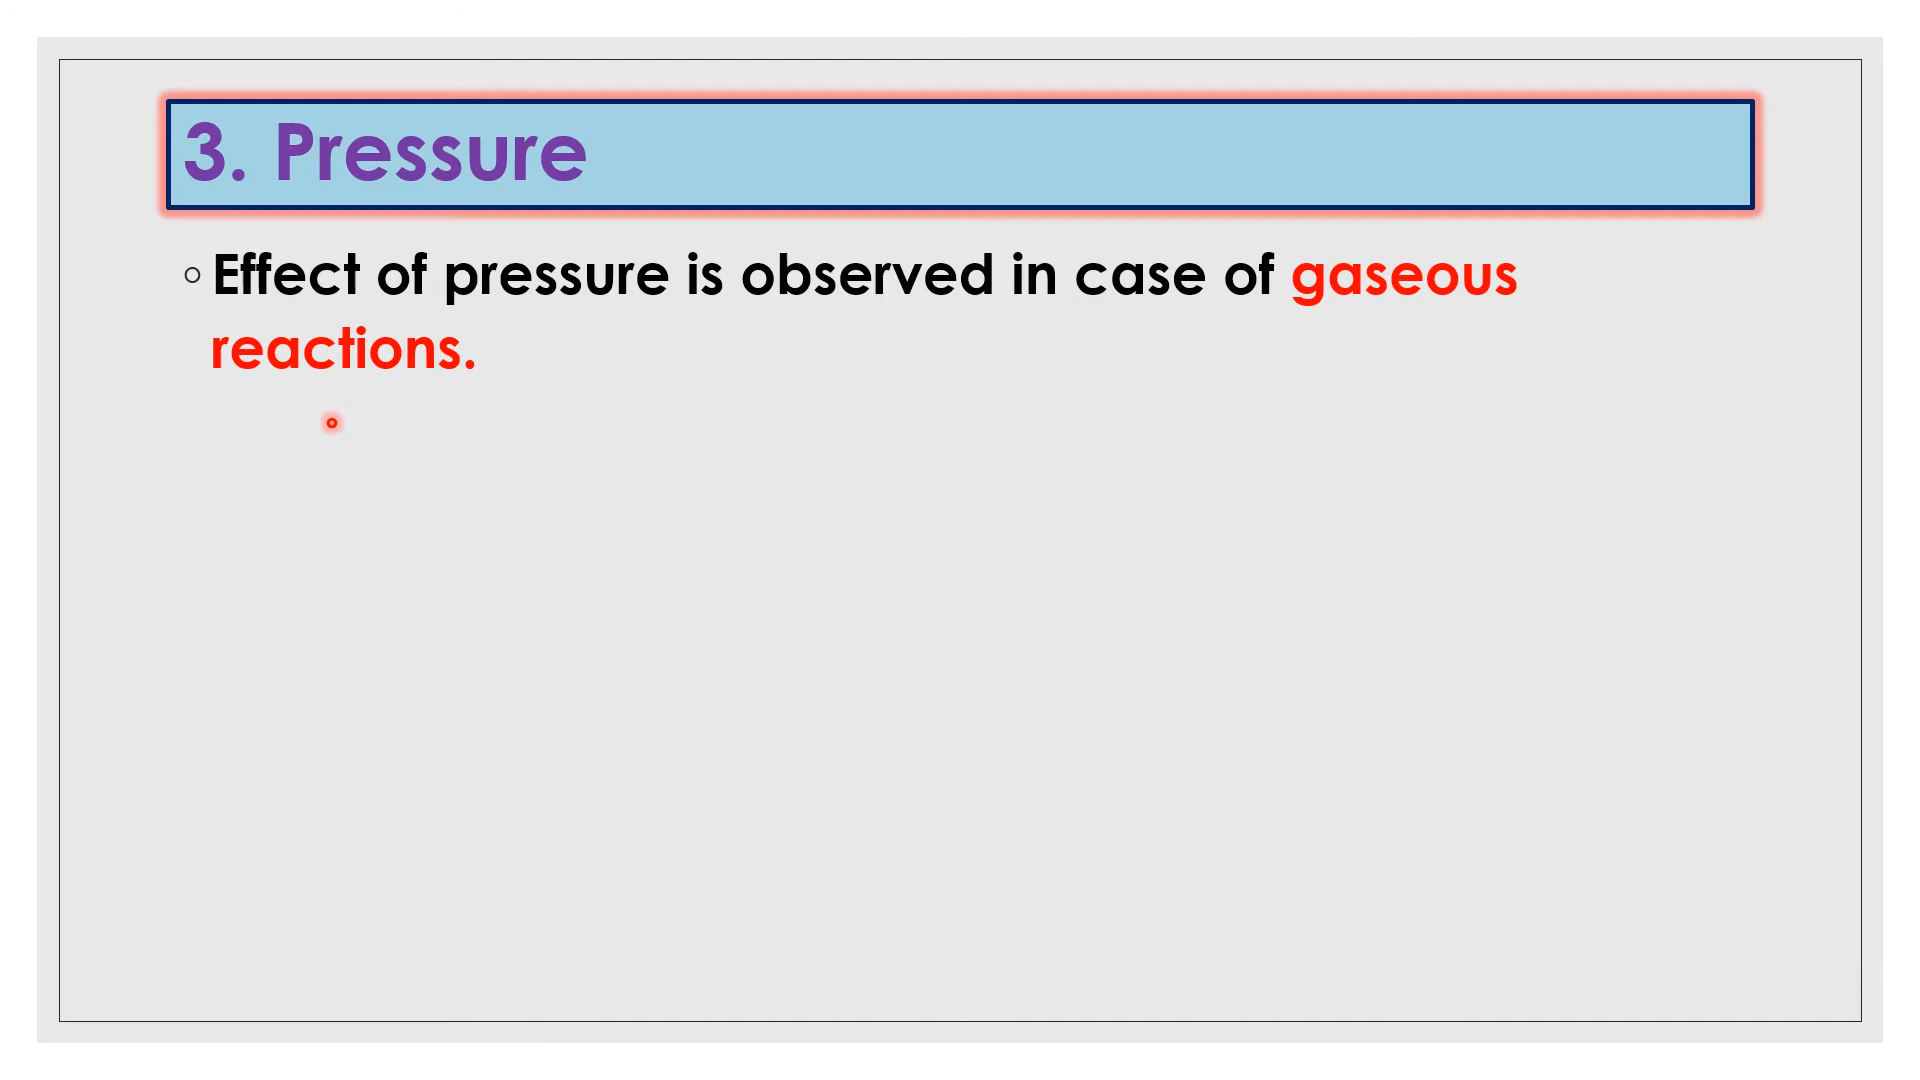 3. Pressure
◦ Effect of pressure is observed in case of gaseous
reactions.